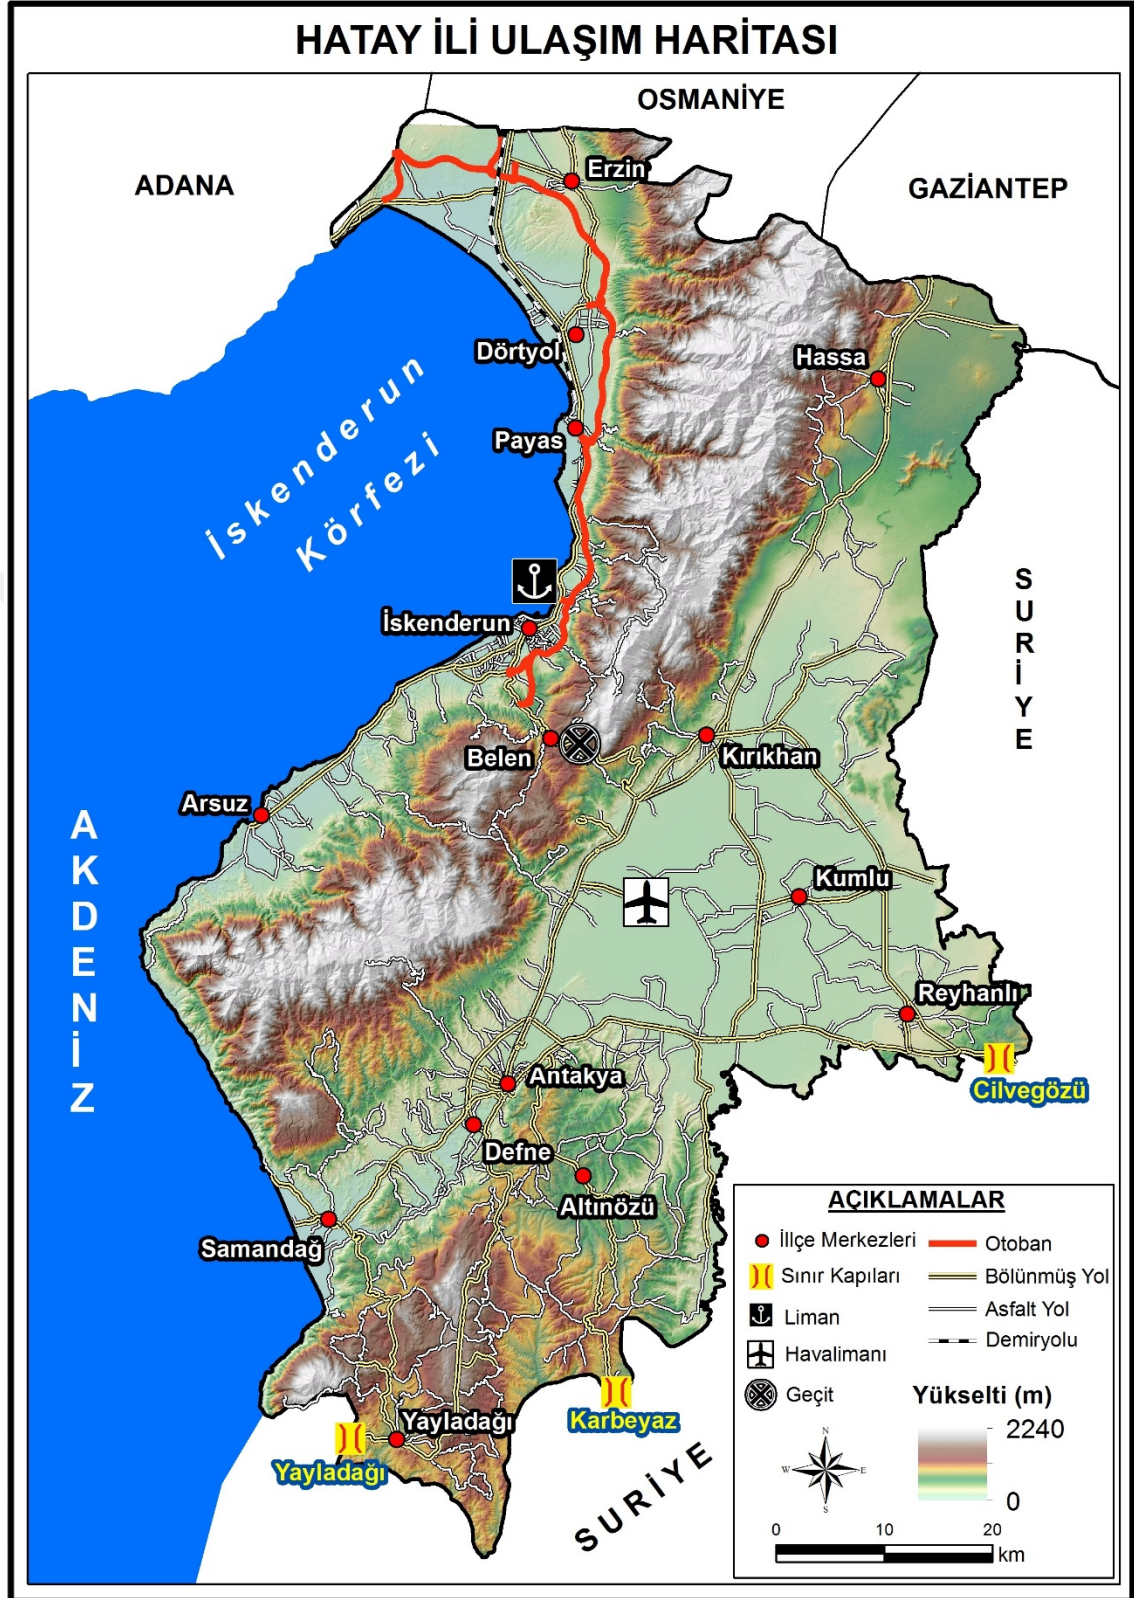 HATAY İLİ ULAŞIM HARİTASI
OSMANİYE
ADANA
GAZİANTEP
Erzin
Dörtyol
Hassa
Payas
İskenderun
Körfezi
İskenderun
SURİYE
Belen
Kırıkhan
Arsuz
AKDENİZ
Kumlu
Reyhanlı
Cilvegözü
Antakya
Defne
Altınözü
Samandağ
Karbeyaz
Yayladağı
Yayladağı
SURİYE
AÇIKLAMALAR
İllçe Merkezleri
Otoban
Sınır Kapıları
Bölünmüş Yol
Liman
Asfalt Yol
Demiryolu
Havalimanı
Geçit
Yükselti (m)
2240
0
N
W
E
S
0 10 20
km